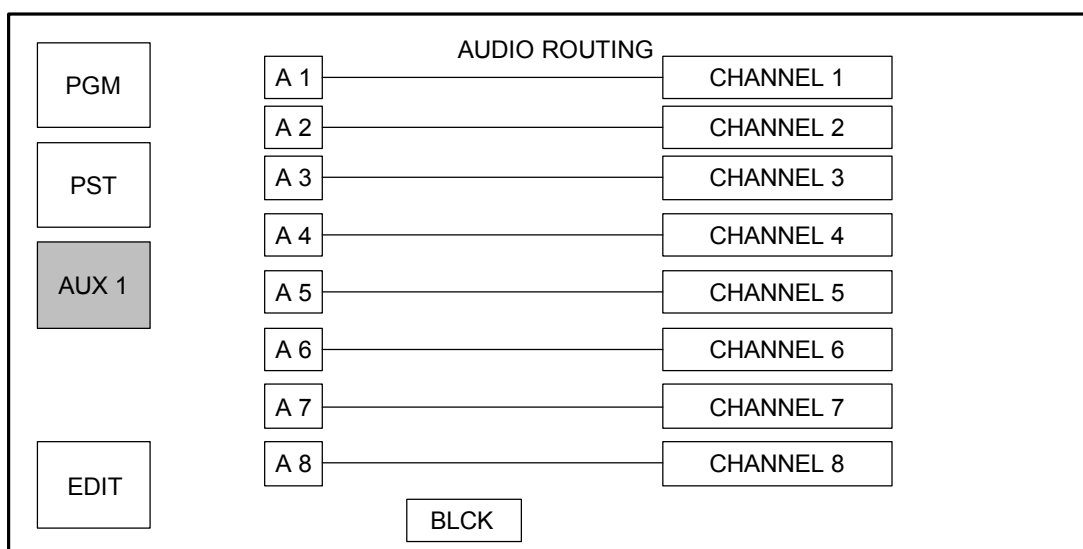 AUDIO ROUTING
PGM
PST
AUX 1
EDIT
A 1 CHANNEL 1
A 2 CHANNEL 2
A 3 CHANNEL 3
A 4 CHANNEL 4
A 5 CHANNEL 5
A 6 CHANNEL 6
A 7 CHANNEL 7
A 8 CHANNEL 8
BLCK